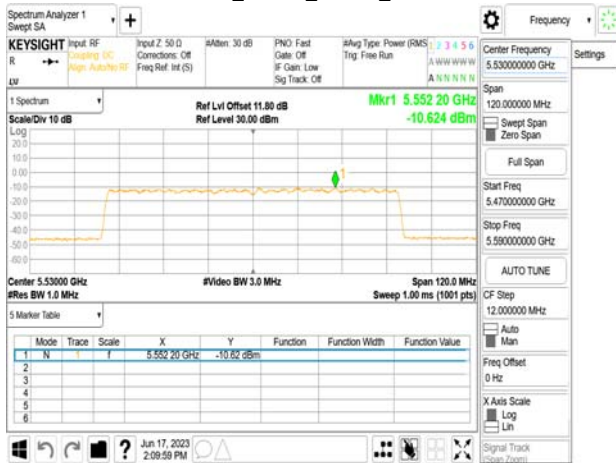 Spectrum Analyzer 1
Swept SA
+
Frequency
KEYSIGHT
R
LV
Input: RF
Coupling: DC
Align: Auto/No RF
Input Z: 50 Ω
Corrections: Off
Freq Ref: Int (S)
#Atten: 30 dB
PNO: Fast
Gate: Off
IF Gain: Low
Sig Track: Off
#Avg Type: Power (RMS
Trig: Free Run
1 2 3 4 5 6
A W W W W W
A N N N N N
Center Frequency
5.530000000 GHz
Settings
Span
120.000000 MHz
Swept Span
Zero Span
Full Span
Start Freq
5.470000000 GHz
Stop Freq
5.590000000 GHz
AUTO TUNE
CF Step
12.000000 MHz
Auto
Man
Freq Offset
0 Hz
X Axis Scale
Log
Lin
Signal Track
(Span Zoom)
1 Spectrum
Scale/Div 10 dB
Ref Lvl Offset 11.80 dB
Ref Level 30.00 dBm
Mkr1 5.552 20 GHz
-10.624 dBm
Log
20.0
10.0
0.00
-10.0
-20.0
-30.0
-40.0
-50.0
-60.0
1
Center 5.53000 GHz
#Res BW 1.0 MHz
#Video BW 3.0 MHz
Span 120.0 MHz
Sweep 1.00 ms (1001 pts)
5 Marker Table
Mode Trace Scale X Y Function Function Width Function Value
1 N 1 f 5.552 20 GHz -10.62 dBm
2
3
4
5
6
?
Jun 17, 2023
2:09:59 PM